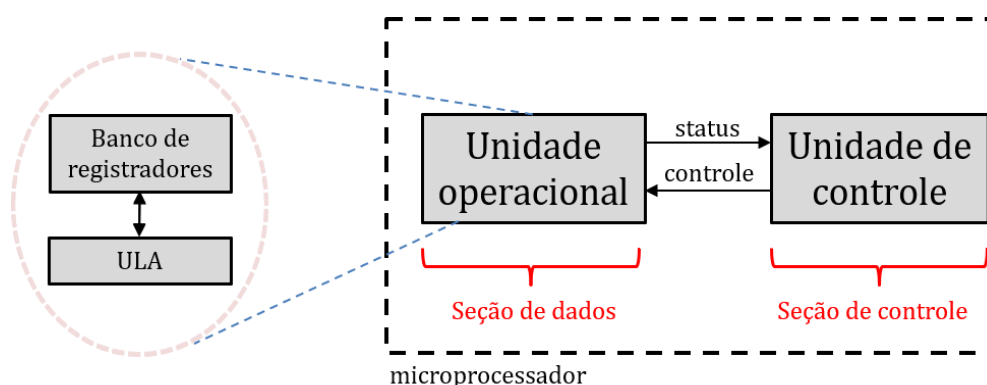 Banco de
registradores
ULA
Unidade
operacional
status
controle
Unidade de
controle
Seção de dados
Seção de controle
microprocessador